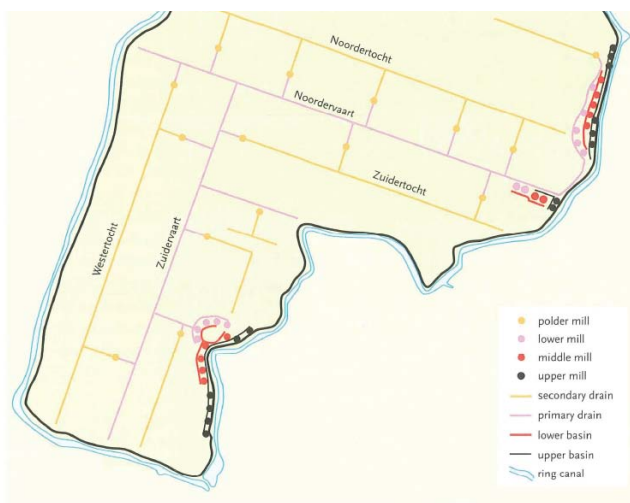 Noordertocht
Noordervaart
Zuidertocht
Westertocht
Zuidervaart
polder mill
lower mill
middle mill
upper mill
secondary drain
primary drain
lower basin
upper basin
ring canal